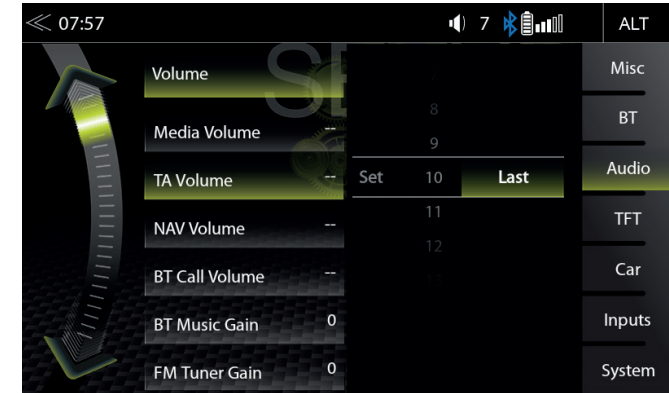 07:57 7 ALT
Volume
Media Volume --
TA Volume --
NAV Volume --
BT Call Volume --
BT Music Gain 0
FM Tuner Gain 0
8
9
Set 10 Last
11
12
Misc
BT
Audio
TFT
Car
Inputs
System